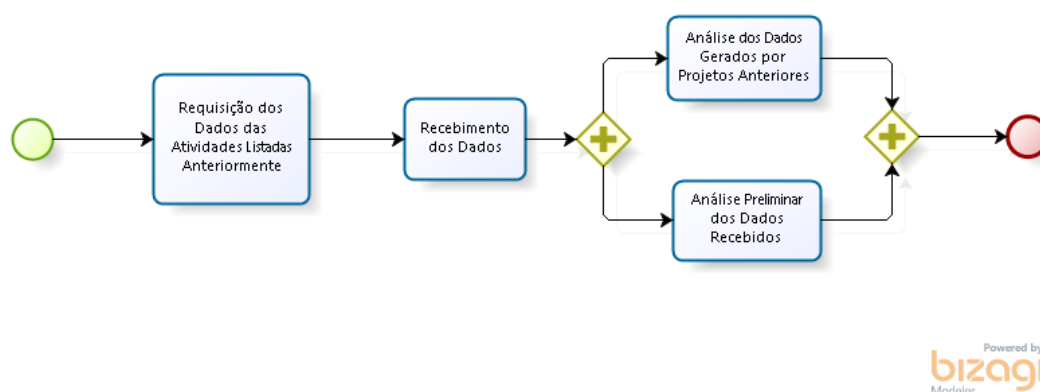 Requisição dos
Dados das
Atividades Listadas
Anteriormente
Recebimento
dos Dados
Análise dos Dados
Gerados por
Projetos Anteriores
Análise Preliminar
dos Dados
Recebidos
Powered by
bizagi
Modeler